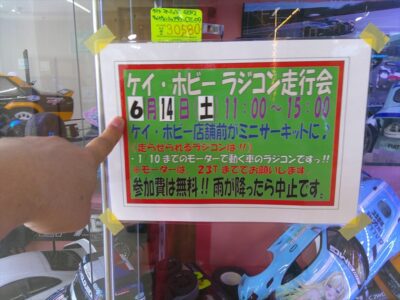 ¥30580
ケイ・ホビー ラジコン走行会
6月14日 土 11:00〜15:00
ケイ・ホビー店舗前がミニサーキットに♪
(走らせられるラジコンは!!)
・1/10までのモーターで動く車のラジコンですっ!!
※モーターは 23Tまででお願いします
参加費は無料!! 雨が降ったら中止です。